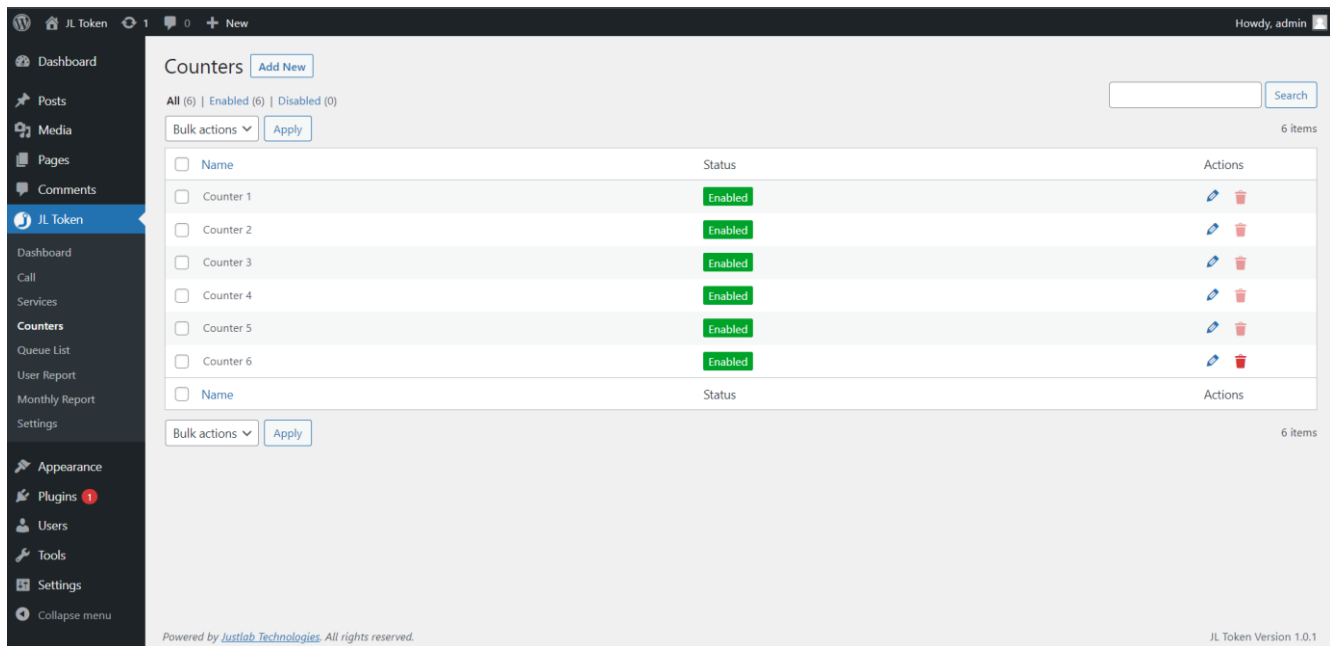 JL Token 1 0 New Howdy, admin
Dashboard
Posts
Media
Pages
Comments
JL Token
Dashboard
Call
Services
Counters
Queue List
User Report
Monthly Report
Settings
Appearance
Plugins 1
Users
Tools
Settings
Collapse menu
Counters Add New
All (6) | Enabled (6) | Disabled (0)
Search
Bulk actions Apply 6 items
Name Status Actions
Counter 1 Enabled
Counter 2 Enabled
Counter 3 Enabled
Counter 4 Enabled
Counter 5 Enabled
Counter 6 Enabled
Name Status Actions
Bulk actions Apply 6 items
Powered by Justlab Technologies. All rights reserved. JL Token Version 1.0.1